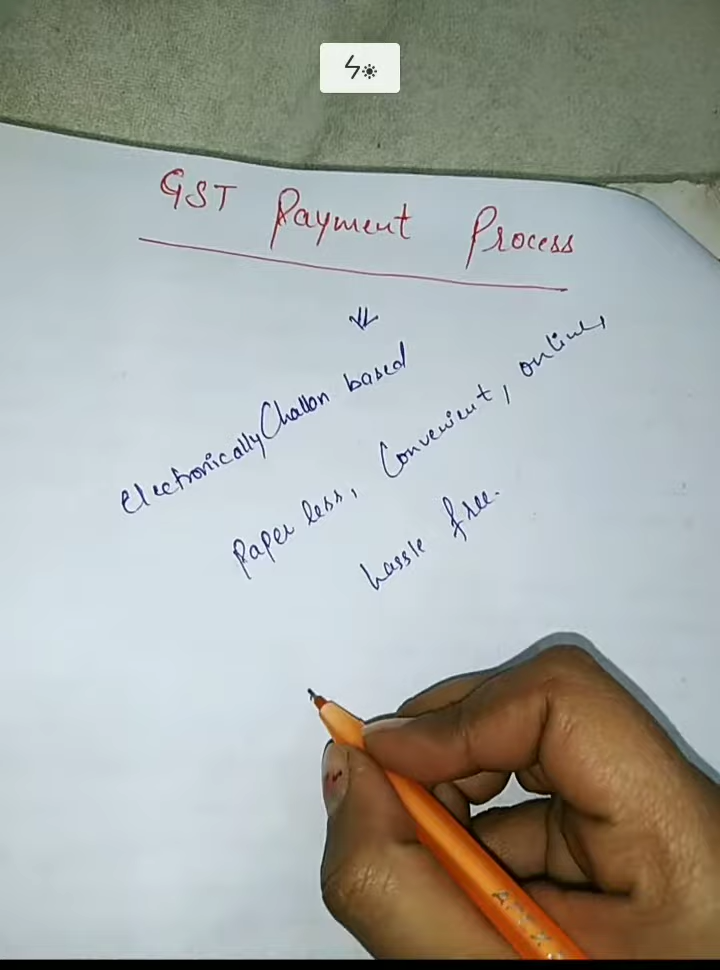 GST Payment Process
electronically Challan based
Paper less, Convenient, online,
hassle free.